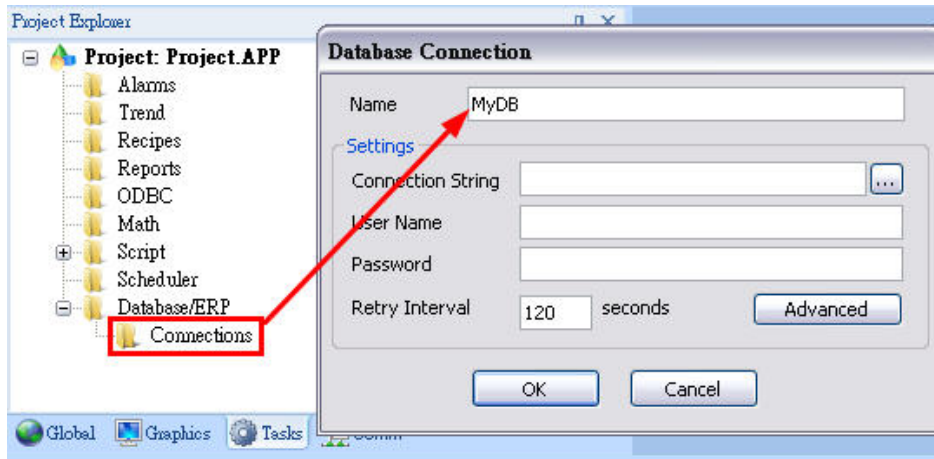 Project Explorer
Project: Project.APP
Alarms
Trend
Recipes
Reports
ODBC
Math
Script
Scheduler
Database/ERP
Connections
Global
Graphics
Tasks
Comm
Database Connection
Name
MyDB
Settings
Connection String
...
User Name
Password
Retry Interval
120
seconds
Advanced
OK
Cancel